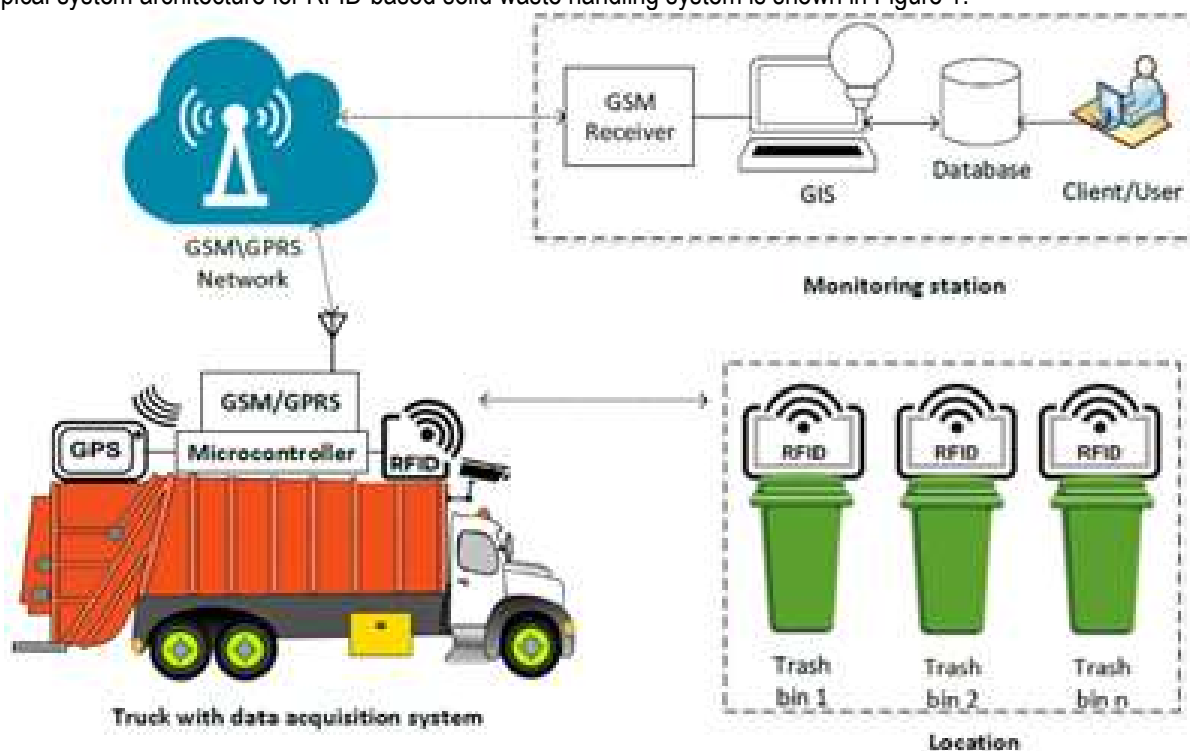 pical system architecture for RFID based solid waste handling system is shown in Figure 1.
GSM
Receiver
GIS
Database
Client/User
GSM\GPRS
Network
Monitoring station
GSM/GPRS
GPS
Microcontroller
RFID
RFID
RFID
RFID
Trash
bin 1
Trash
bin 2
Trash
bin n
Truck with data acquisition system
Location